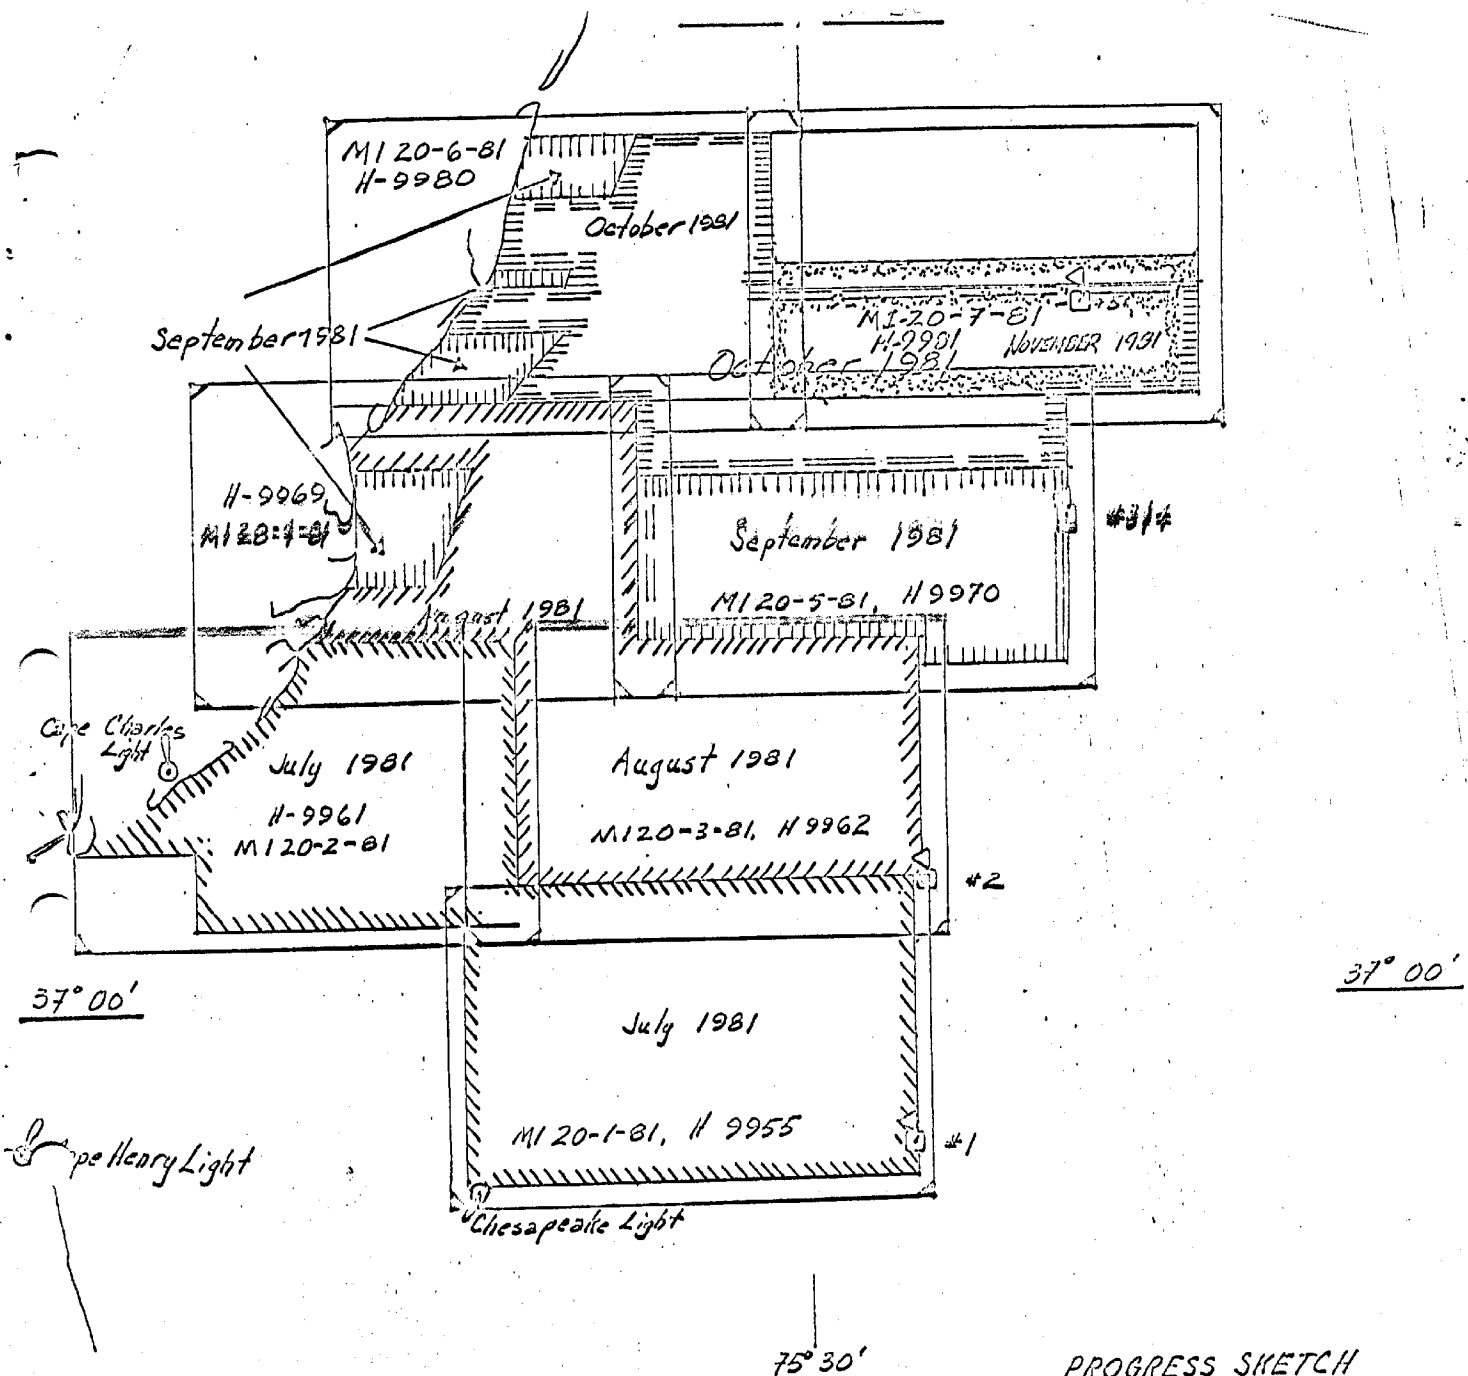 MI 20-6-81
H-9980
October 1981
MI-20-7-81
NOVEMBER 1981
October 1981
September 1981
H-9969
September 1981
MI 20-5-81, H 9970
August 1981
Cape Charles
Light
July 1981
H-9961
MI 20-2-81
August 1981
MI 20-3-81, H 9962
#2
37° 00'
37° 00'
July 1981
MI 20-1-81, H 9955
#1
pe Henry Light
Chesapeake Light
75° 30'
PROGRESS SKETCH